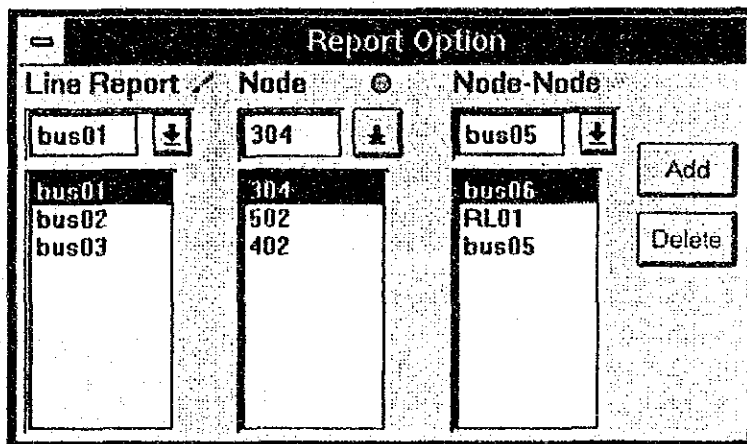 Report Option
Line Report Node Node-Node
bus01 304 bus05
Add
bus01 304 bus06
bus02 502 RL01
Delete
bus03 402 bus05